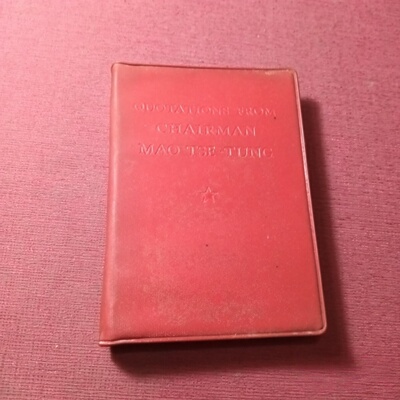 QUOTATIONS FROM
CHAIRMAN
MAO TSE-TUNG